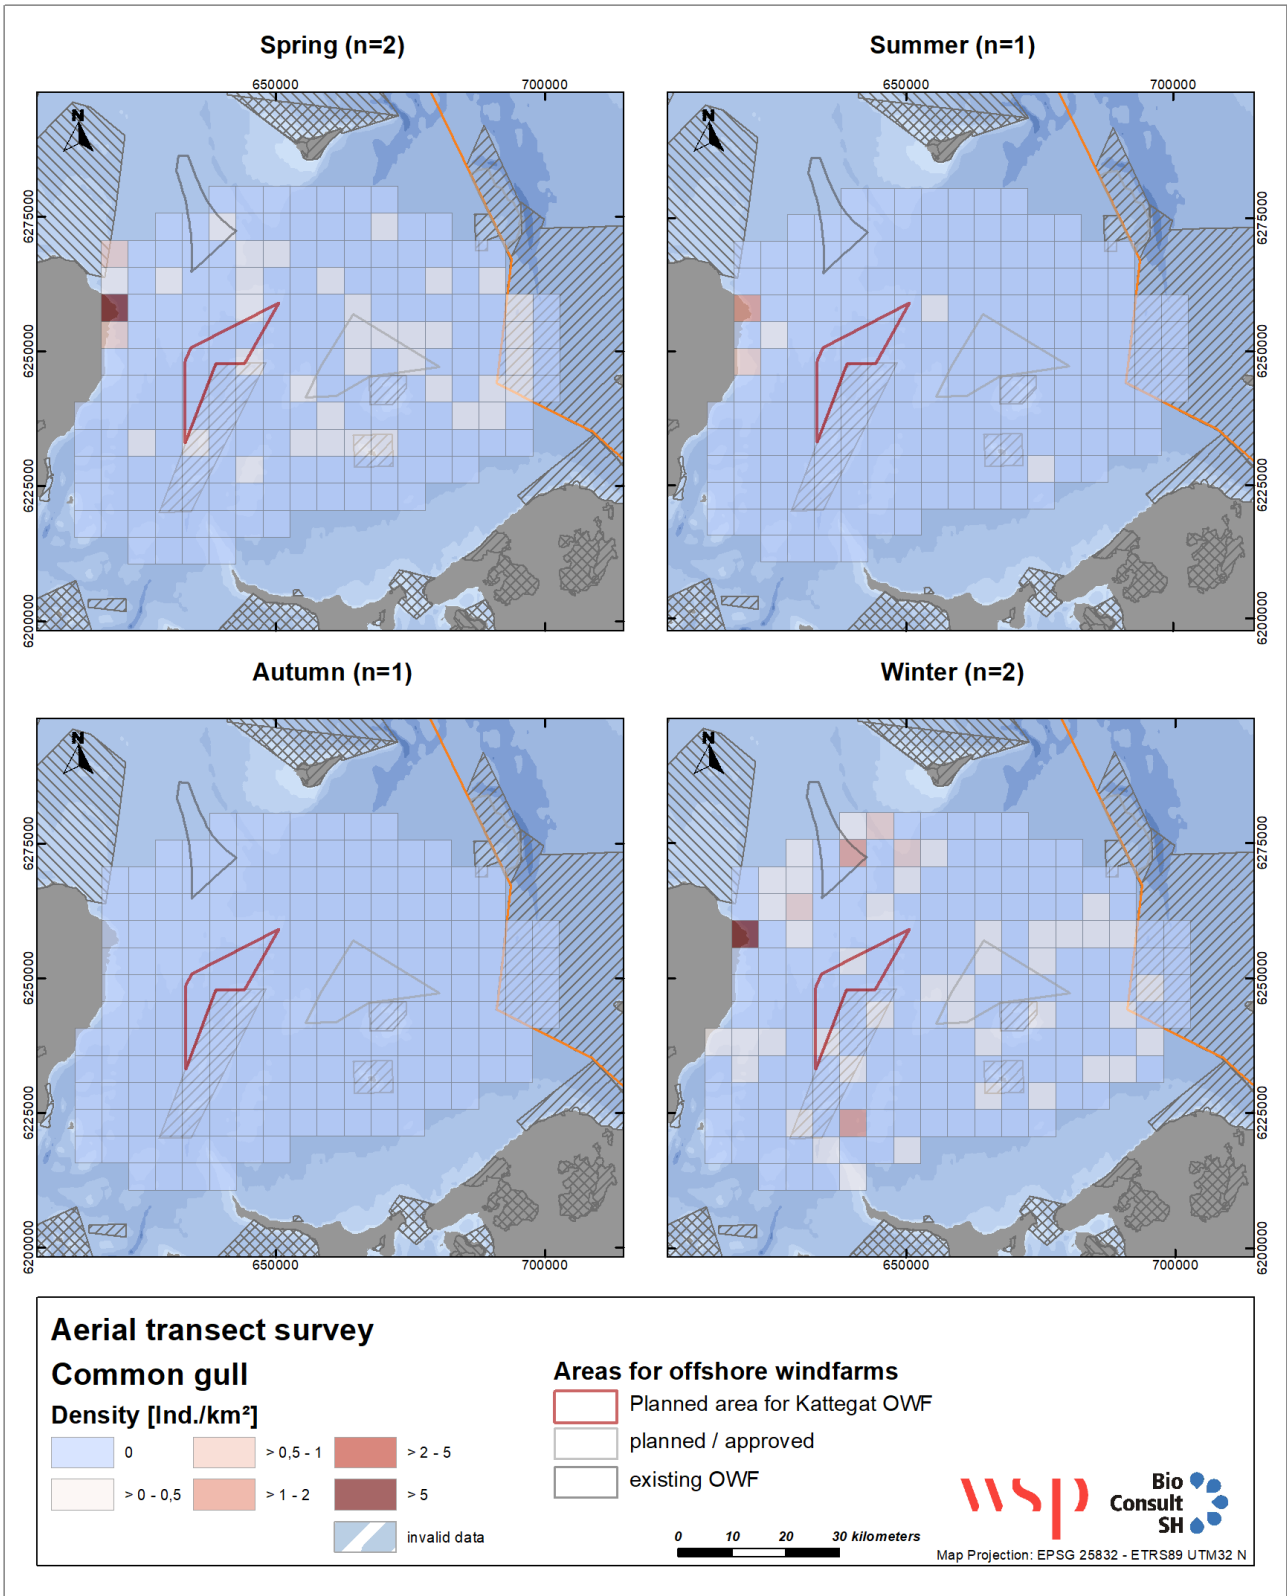 Spring (n=2)
Summer (n=1)
650000
700000
650000
700000
N
N
6275000
6250000
6225000
6200000
6275000
6250000
6225000
6200000
Autumn (n=1)
Winter (n=2)
N
N
6275000
6250000
6225000
6200000
6275000
6250000
6225000
6200000
650000
700000
650000
700000
Aerial transect survey
Common gull
Density [Ind./km²]
0
> 0,5 - 1
> 2 - 5
> 0 - 0,5
> 1 - 2
> 5
invalid data
Areas for offshore windfarms
Planned area for Kattegat OWF
planned / approved
existing OWF
0 10 20 30 kilometers
wsp
Bio
Consult
SH
Map Projection: EPSG 25832 - ETRS89 UTM32 N